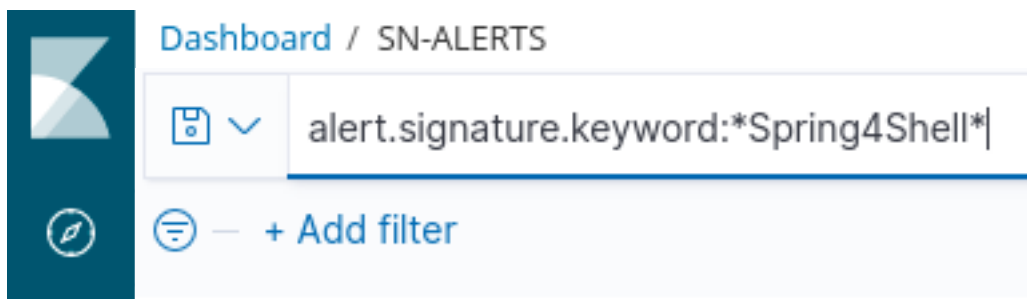 Dashboard / SN-ALERTS
alert.signature.keyword:*Spring4Shell*
+ Add filter